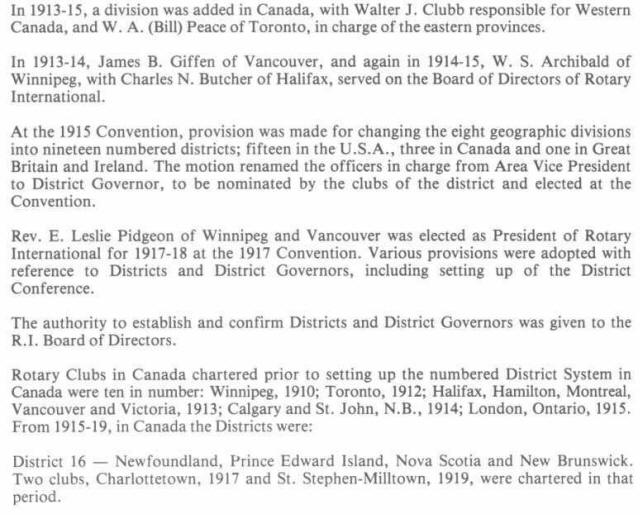 In 1913-15, a division was added in Canada, with Walter J. Clubb responsible for Western
Canada, and W. A. (Bill) Peace of Toronto, in charge of the eastern provinces.
In 1913-14, James B. Giffen of Vancouver, and again in 1914-15, W. S. Archibald of
Winnipeg, with Charles N. Butcher of Halifax, served on the Board of Directors of Rotary
International.
At the 1915 Convention, provision was made for changing the eight geographic divisions
into nineteen numbered districts; fifteen in the U.S.A., three in Canada and one in Great
Britain and Ireland. The motion renamed the officers in charge from Area Vice President
to District Governor, to be nominated by the clubs of the district and elected at the
Convention.
Rev. E. Leslie Pidgeon of Winnipeg and Vancouver was elected as President of Rotary
International for 1917-18 at the 1917 Convention. Various provisions were adopted with
reference to Districts and District Governors, including setting up of the District
Conference.
The authority to establish and confirm Districts and District Governors was given to the
R.I. Board of Directors.
Rotary Clubs in Canada chartered prior to setting up the numbered District System in
Canada were ten in number: Winnipeg, 1910; Toronto, 1912; Halifax, Hamilton, Montreal,
Vancouver and Victoria, 1913; Calgary and St. John, N.B., 1914; London, Ontario, 1915.
From 1915-19, in Canada the Districts were:
District 16 — Newfoundland, Prince Edward Island, Nova Scotia and New Brunswick.
Two clubs, Charlottetown, 1917 and St. Stephen-Milltown, 1919, were chartered in that
period.